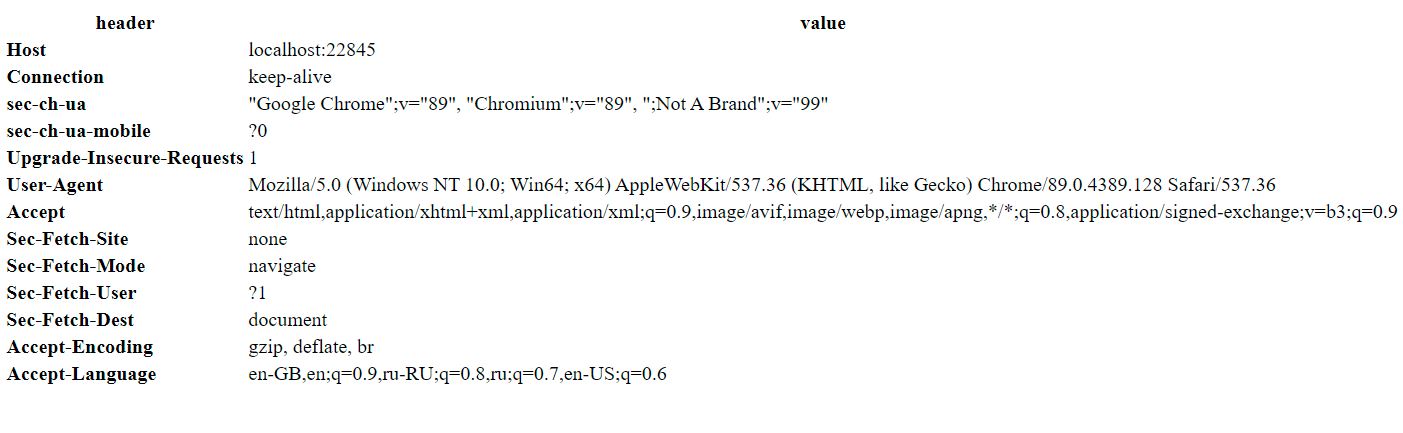 header value
Host localhost:22845
Connection keep-alive
sec-ch-ua "Google Chrome";v="89", "Chromium";v="89", ";Not A Brand";v="99"
sec-ch-ua-mobile ?0
Upgrade-Insecure-Requests 1
User-Agent Mozilla/5.0 (Windows NT 10.0; Win64; x64) AppleWebKit/537.36 (KHTML, like Gecko) Chrome/89.0.4389.128 Safari/537.36
Accept text/html,application/xhtml+xml,application/xml;q=0.9,image/avif,image/webp,image/apng,*/*;q=0.8,application/signed-exchange;v=b3;q=0.9
Sec-Fetch-Site none
Sec-Fetch-Mode navigate
Sec-Fetch-User ?1
Sec-Fetch-Dest document
Accept-Encoding gzip, deflate, br
Accept-Language en-GB,en;q=0.9,ru-RU;q=0.8,ru;q=0.7,en-US;q=0.6